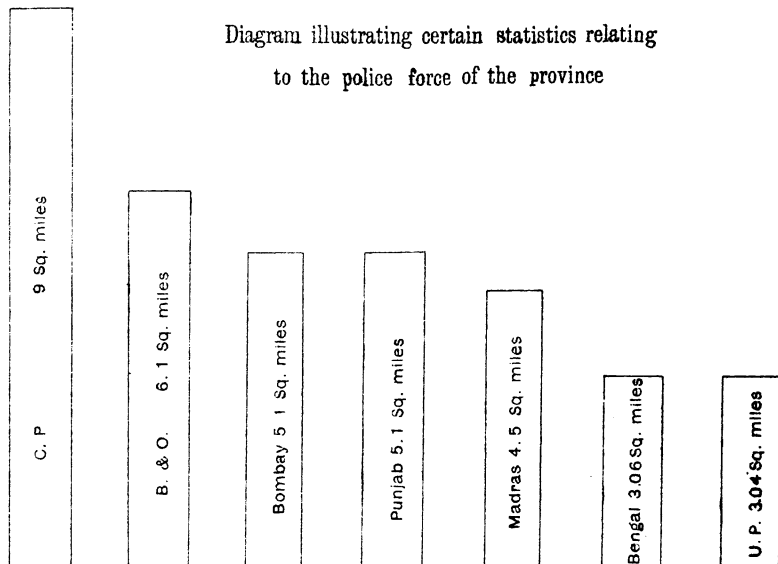 Diagram illustrating certain statistics relating
to the police force of the province
C. P 9 Sq. miles
B. & O. 6. 1 Sq. miles
Bombay 5 1 Sq. miles
Punjab 5.1 Sq. miles
Madras 4. 5 Sq. miles
Bengal 3.06 Sq. miles
U. P. 3.04 Sq. miles